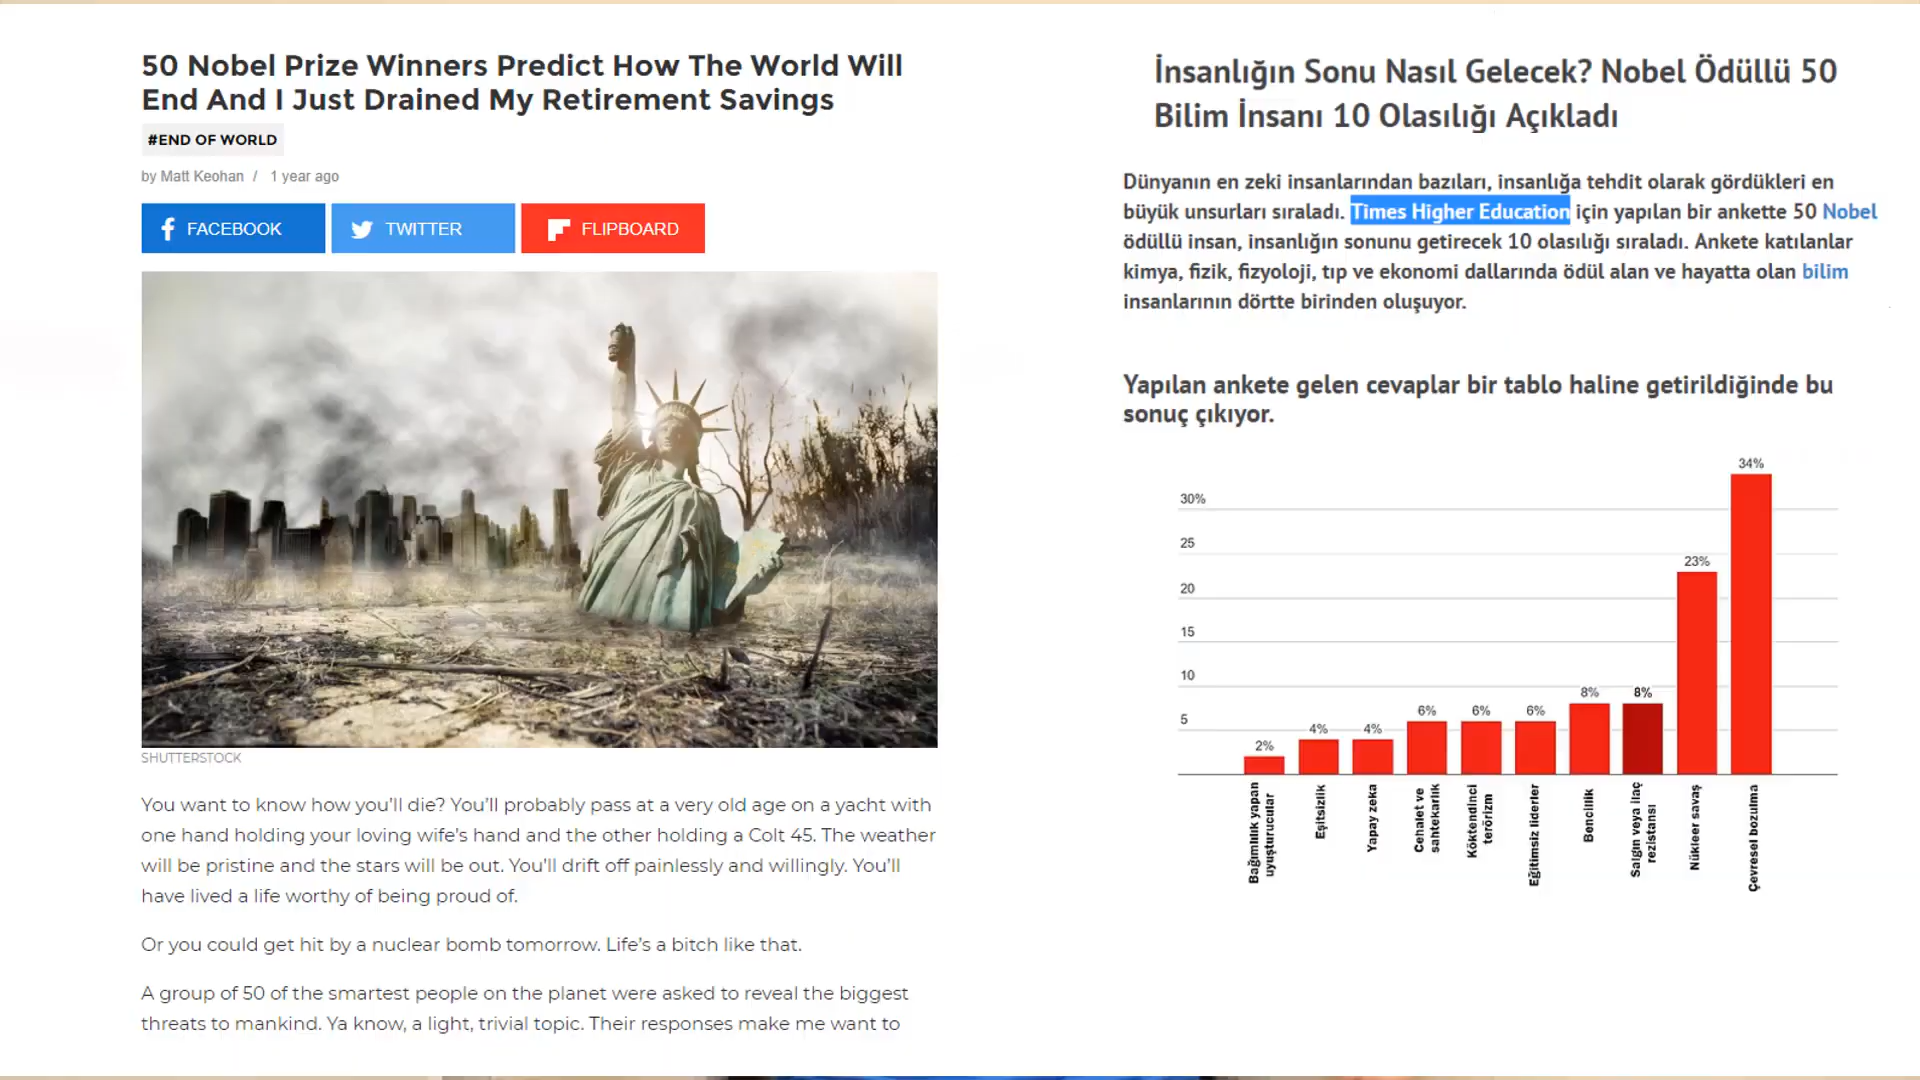 50 Nobel Prize Winners Predict How The World Will
End And I Just Drained My Retirement Savings
#END OF WORLD
by Matt Keohan / 1 year ago
FACEBOOK
TWITTER
FLIPBOARD
SHUTTERSTOCK
You want to know how you'll die? You'll probably pass at a very old age on a yacht with
one hand holding your loving wife's hand and the other holding a Colt 45. The weather
will be pristine and the stars will be out. You'll drift off painlessly and willingly. You'll
have lived a life worthy of being proud of.
Or you could get hit by a nuclear bomb tomorrow. Life's a bitch like that.
A group of 50 of the smartest people on the planet were asked to reveal the biggest
threats to mankind. Ya know, a light, trivial topic. Their responses make me want to
İnsanlığın Sonu Nasıl Gelecek? Nobel Ödüllü 50
Bilim İnsanı 10 Olasılığı Açıkladı
Dünyanın en zeki insanlarından bazıları, insanlığa tehdit olarak gördükleri en
büyük unsurları sıraladı. Times Higher Education için yapılan bir ankette 50 Nobel
ödüllü insan, insanlığın sonunu getirecek 10 olasılığı sıraladı. Ankete katılanlar
kimya, fizik, fizyoloji, tıp ve ekonomi dallarında ödül alan ve hayatta olan bilim
insanlarının dörtte birinden oluşuyor.
Yapılan ankete gelen cevaplar bir tablo haline getirildiğinde bu
sonuç çıkıyor.
30%
25
20
15
10
5
2%
4%
4%
6%
6%
6%
8%
8%
23%
34%
Bağımlılık yapan
uyuşturucular
Eşitsizlik
Yapay zeka
Cehalet ve
sahtekarlık
Köktendinci
terörizm
Eğitimsiz liderler
Bencillik
Salgın veya ilaç
rezistansı
Nükleer savaş
Çevresel bozulma